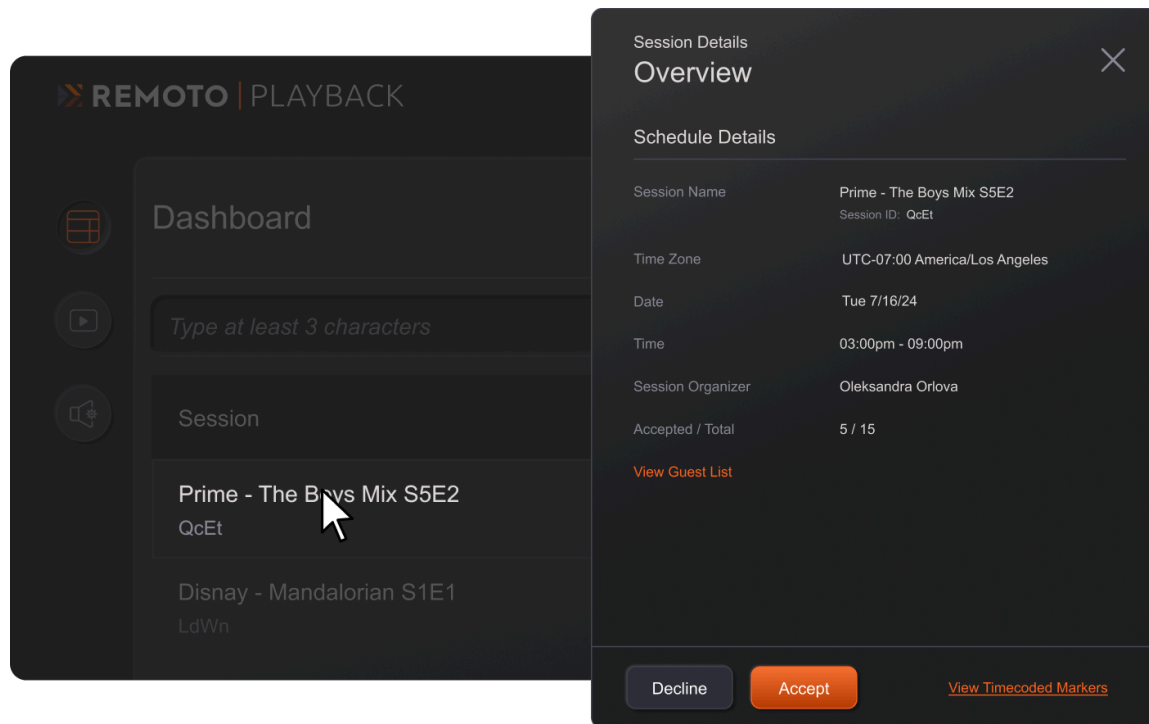 REMOTO | PLAYBACK
Dashboard
Type at least 3 characters
Session
Prime - The Boys Mix S5E2
QcEt
Disnay - Mandalorian S1E1
LdWn
Session Details
Overview
Schedule Details
Session Name Prime - The Boys Mix S5E2
Session ID: QcEt
Time Zone UTC-07:00 America/Los Angeles
Date Tue 7/16/24
Time 03:00pm - 09:00pm
Session Organizer Oleksandra Orlova
Accepted / Total 5 / 15
View Guest List
Decline Accept View Timecoded Markers